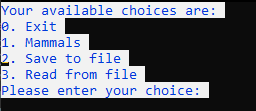 Your available choices are:
0. Exit
1. Mammals
2. Save to file
3. Read from file
Please enter your choice: